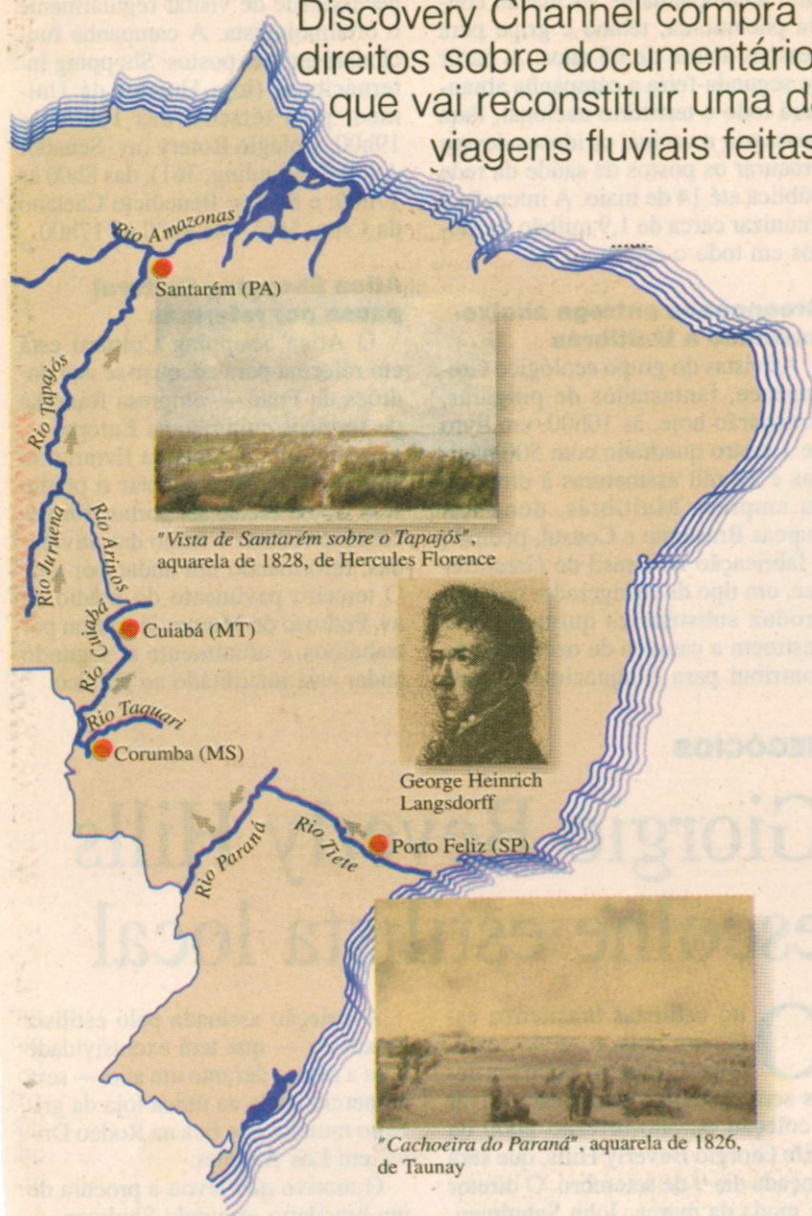 Discovery Channel compra
direitos sobre documentário
que vai reconstituir uma d
viagens fluviais feitas
Rio Amazonas
Santarém (PA)
Rio Tapajós
"Vista de Santarém sobre o Tapajós",
aquarela de 1828, de Hercules Florence
Rio Juruena
Rio Arinos
Cuiabá (MT)
Rio Cuiabá
Rio Taquari
Corumba (MS)
George Heinrich
Langsdorff
Rio Paraná
Rio Tiete
Porto Feliz (SP)
"Cachoeira do Paraná", aquarela de 1826,
de Taunay